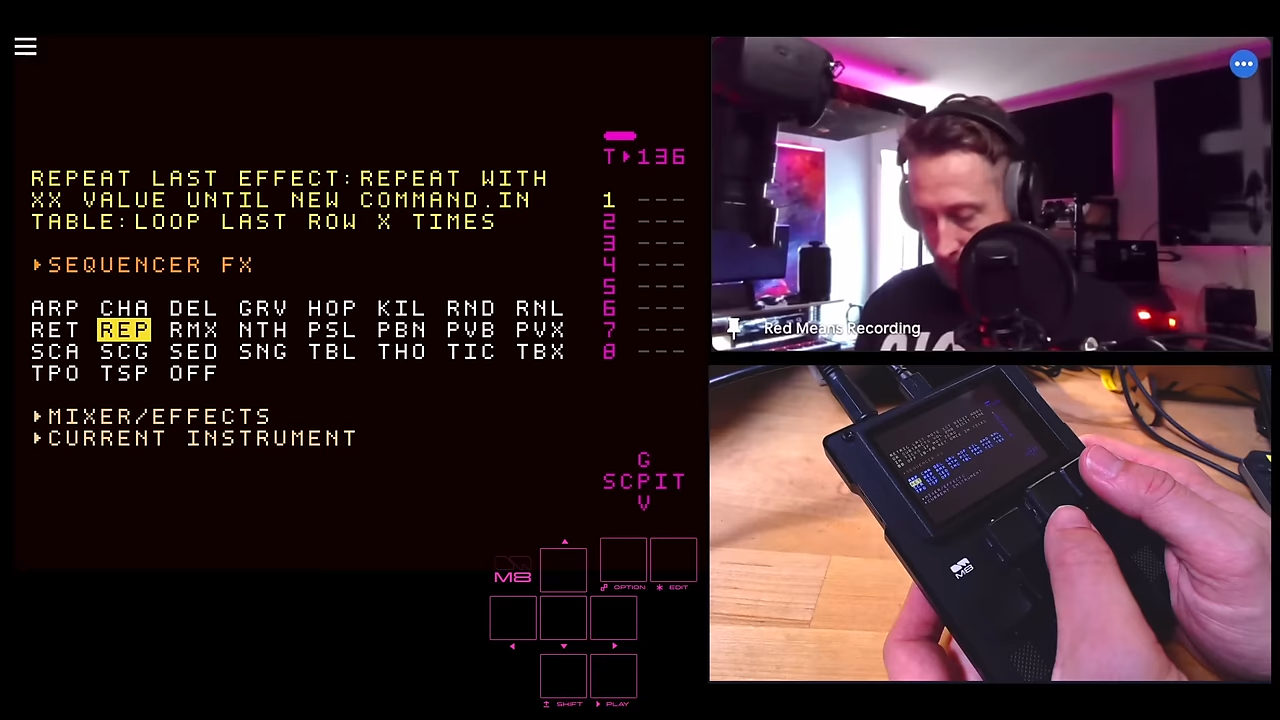 REPEAT LAST EFFECT:REPEAT WITH
XX VALUE UNTIL NEW COMMAND.IN
TABLE:LOOP LAST ROW X TIMES
SEQUENCER FX
ARP CHA DEL GRV HOP KIL RND RNL
RET REP RMX NTH PSL PBN PVB PVX
SCA SCG SED SNG TBL THO TIC TBX
TPO TSP OFF
MIXER/EFFECTS
CURRENT INSTRUMENT
T 136
1 ---
2 ---
3 ---
4 ---
5 ---
6 ---
7 ---
8 ---
G
SCPIT
V
M8
OPTION
EDIT
SHIFT
PLAY
Red Means Recording
M8